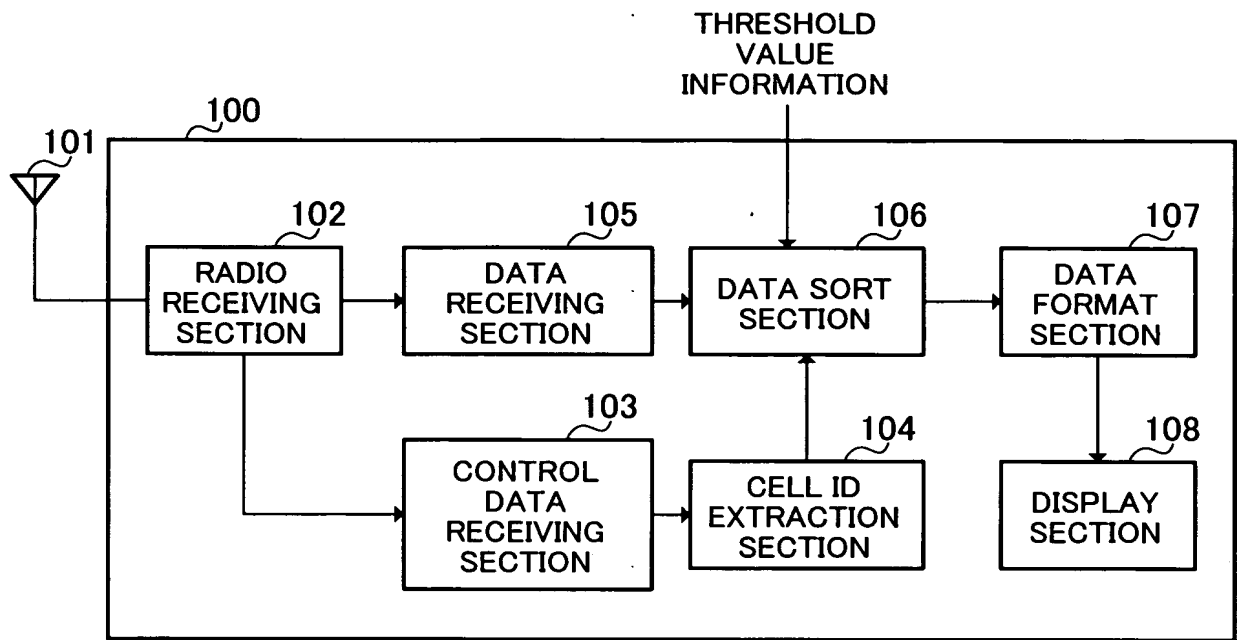 THRESHOLD
VALUE
INFORMATION
100
101
102
RADIO
RECEIVING
SECTION
105
DATA
RECEIVING
SECTION
106
DATA SORT
SECTION
107
DATA
FORMAT
SECTION
103
CONTROL
DATA
RECEIVING
SECTION
104
CELL ID
EXTRACTION
SECTION
108
DISPLAY
SECTION